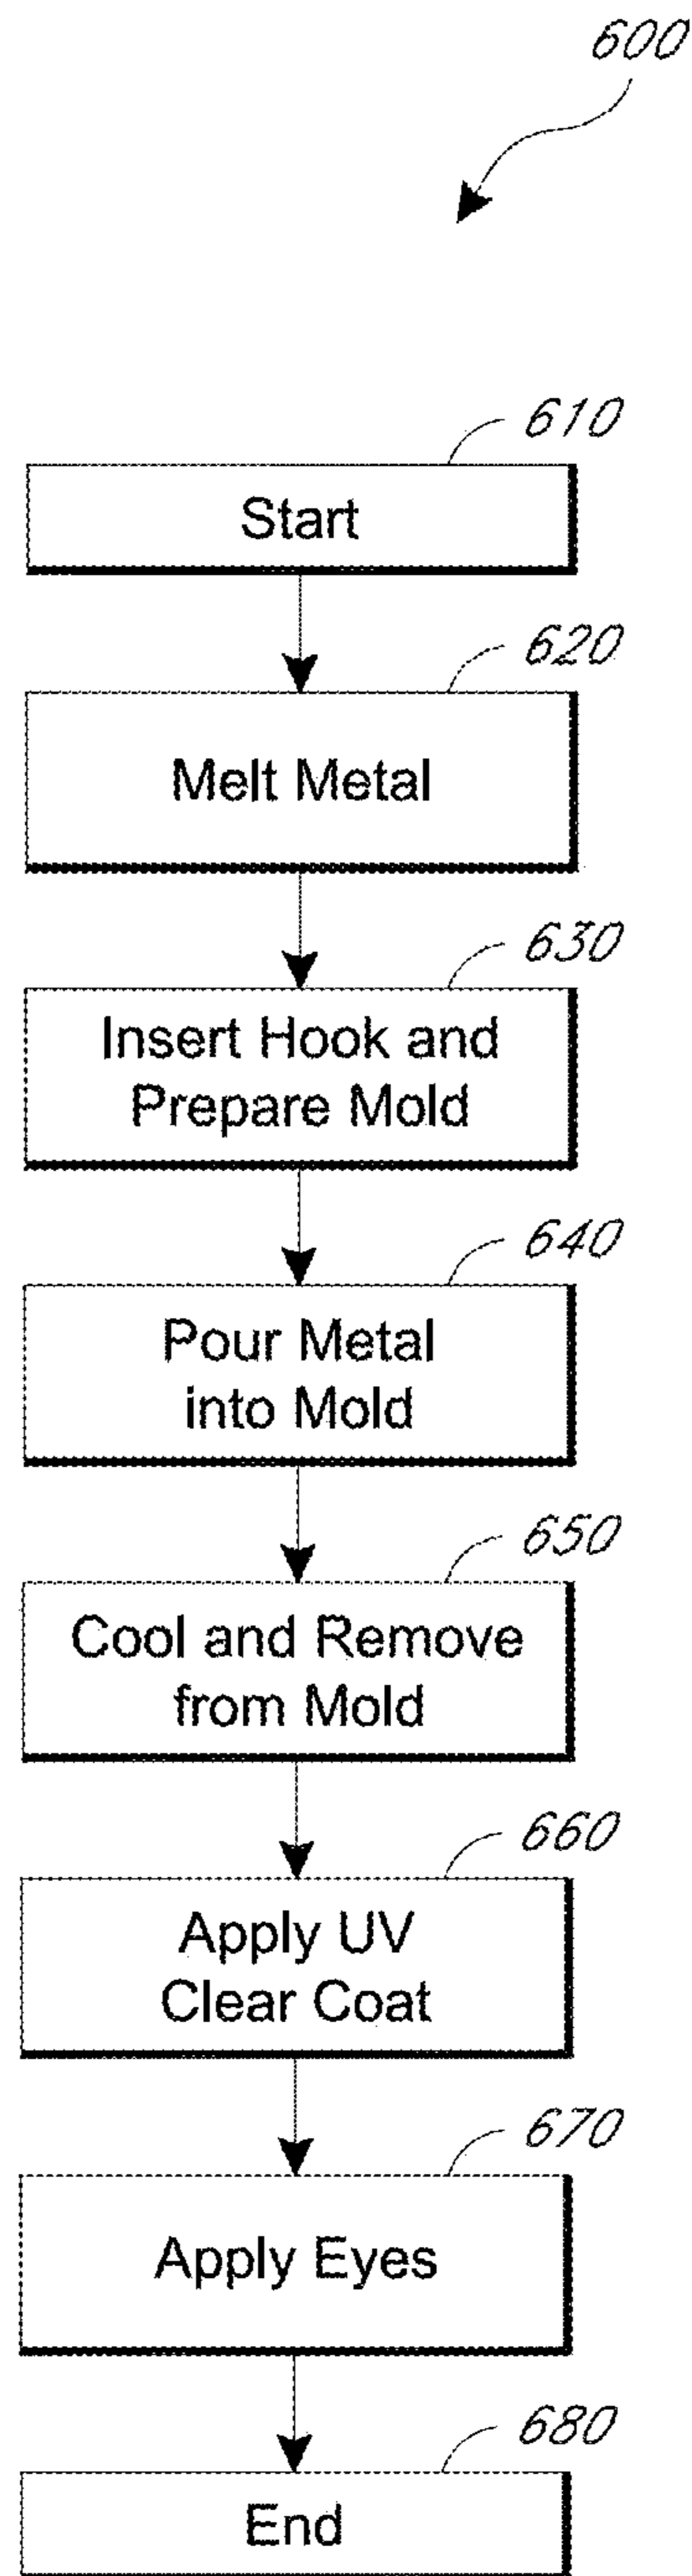 600
610
Start
620
Melt Metal
630
Insert Hook and
Prepare Mold
640
Pour Metal
into Mold
650
Cool and Remove
from Mold
660
Apply UV
Clear Coat
670
Apply Eyes
680
End